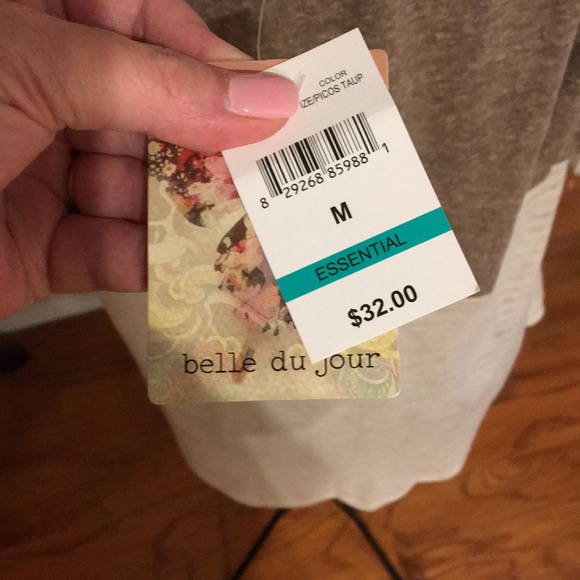 COLOR
IZE/PICOS TAUP
8 29268 85988 1
M
ESSENTIAL
$32.00
belle du jour